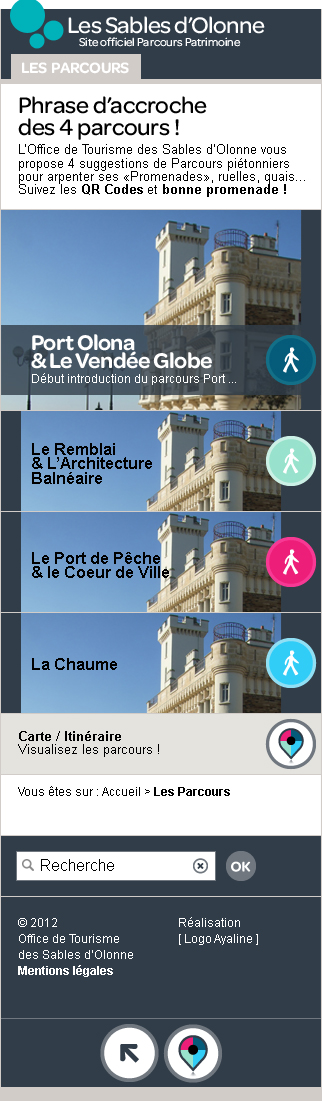 Les Sables d'Olonne
Site officiel Parcours Patrimoine
LES PARCOURS
Phrase d'accroche
des 4 parcours !
L'Office de Tourisme des Sables d'Olonne vous
propose 4 suggestions de Parcours piétonniers
pour arpenter ses «Promenades», ruelles, quais...
Suivez les QR Codes et bonne promenade !
Port Olona
& Le Vendée Globe
Début introduction du parcours Port ...
Le Remblai
& L'Architecture
Balnéaire
Le Port de Pêche
& le Coeur de Ville
La Chaume
Carte / Itinéraire
Visualisez les parcours !
Vous êtes sur : Accueil > Les Parcours
Recherche
OK
© 2012
Office de Tourisme
des Sables d'Olonne
Mentions légales
Réalisation
[ Logo Ayaline ]